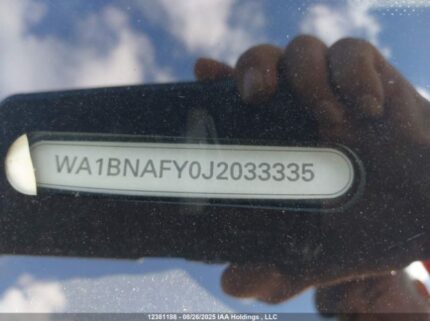 WA1BNAFY0J2033335
12381198 - 08/26/2025 IAA Holdings , LLC